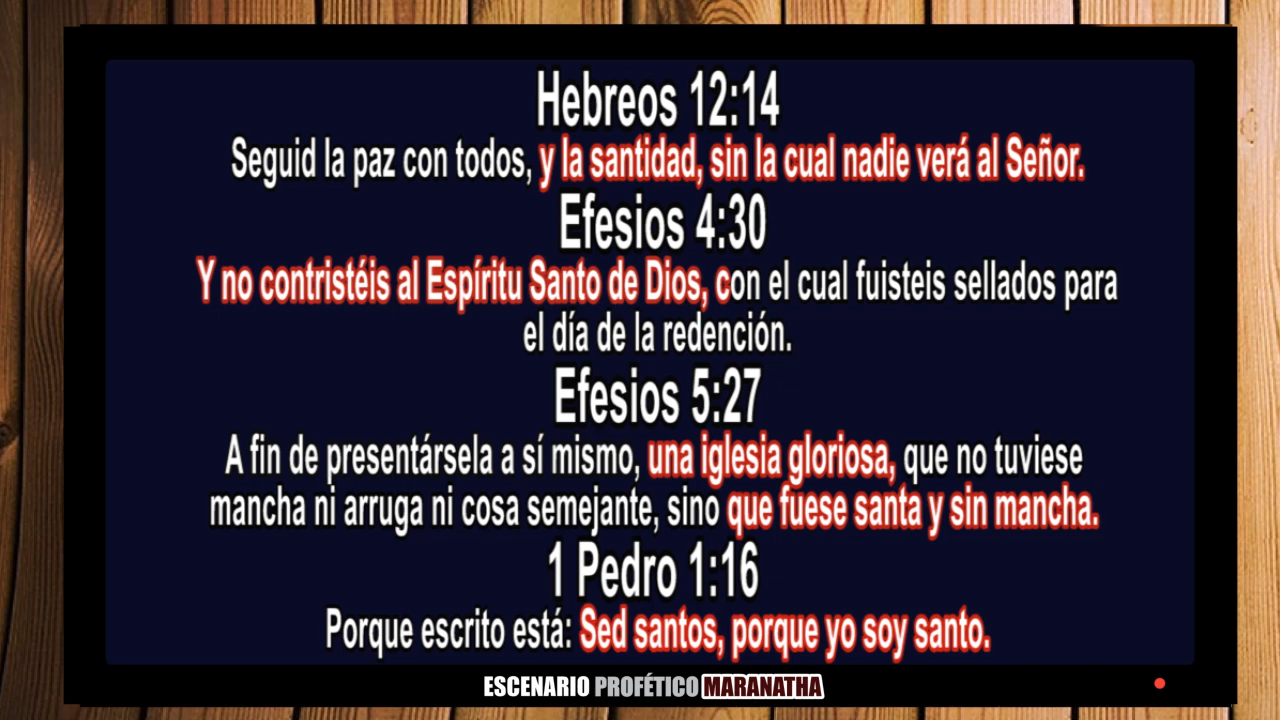 Hebreos 12:14
Seguid la paz con todos, y la santidad, sin la cual nadie verá al Señor.
Efesios 4:30
Y no contristéis al Espíritu Santo de Dios, con el cual fuisteis sellados para
el día de la redención.
Efesios 5:27
A fin de presentársela a sí mismo, una iglesia gloriosa, que no tuviese
mancha ni arruga ni cosa semejante, sino que fuese santa y sin mancha.
1 Pedro 1:16
Porque escrito está: Sed santos, porque yo soy santo.
ESCENARIO PROFÉTICO MARANATHA